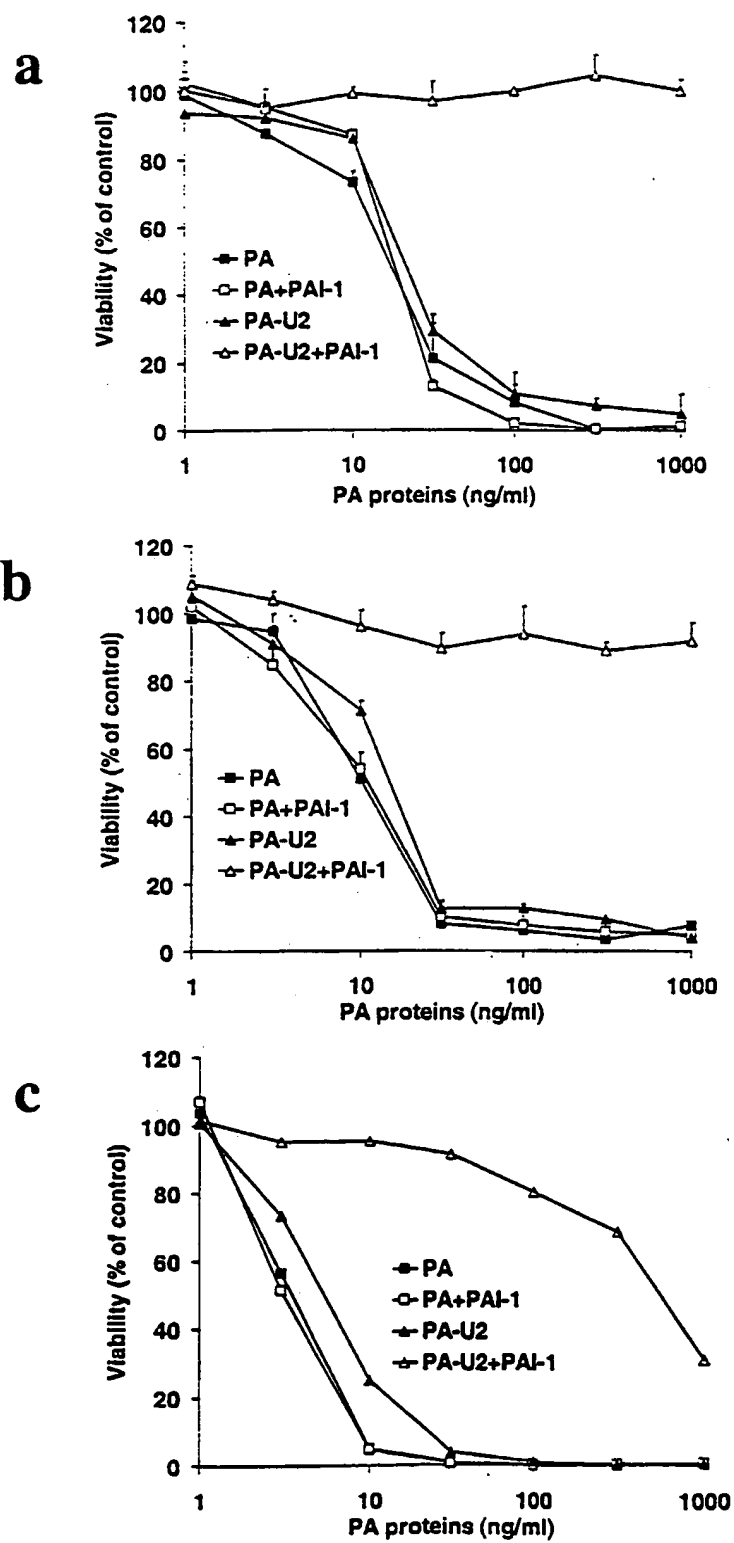 a
120
100
80
60
40
20
0
Viability (% of control)
PA
PA+PAI-1
PA-U2
PA-U2+PAI-1
1 10 100 1000
PA proteins (ng/ml)
b
120
100
80
60
40
20
0
Viability (% of control)
PA
PA+PAI-1
PA-U2
PA-U2+PAI-1
1 10 100 1000
PA proteins (ng/ml)
c
120
100
80
60
40
20
0
Viability (% of control)
PA
PA+PAI-1
PA-U2
PA-U2+PAI-1
1 10 100 1000
PA proteins (ng/ml)